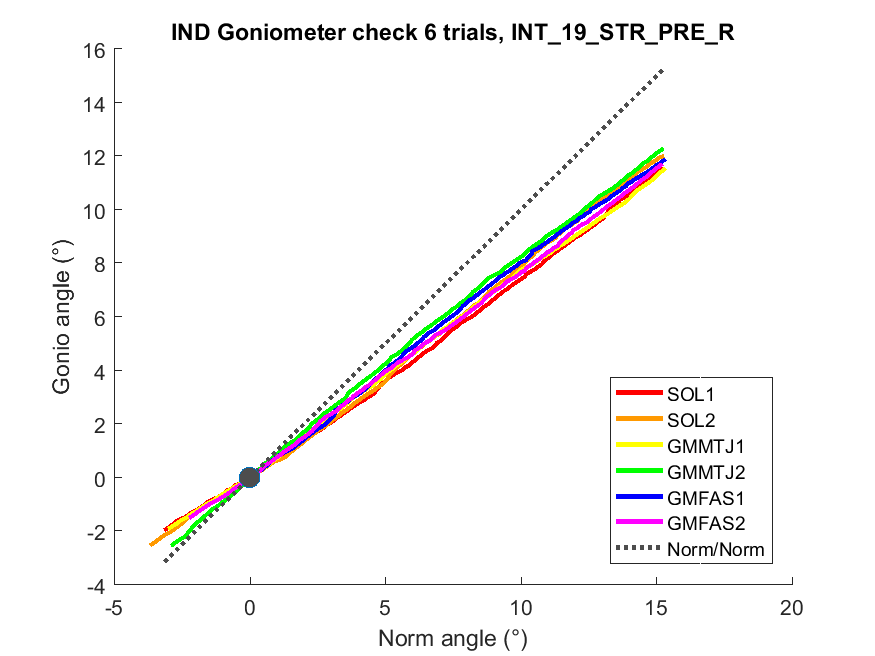 IND Goniometer check 6 trials, INT_19_STR_PRE_R
16
14
12
10
8
6
4
2
0
-2
-4
Gonio angle (°)
-5
0
5
10
15
20
Norm angle (°)
SOL1
SOL2
GMMTJ1
GMMTJ2
GMFAS1
GMFAS2
Norm/Norm